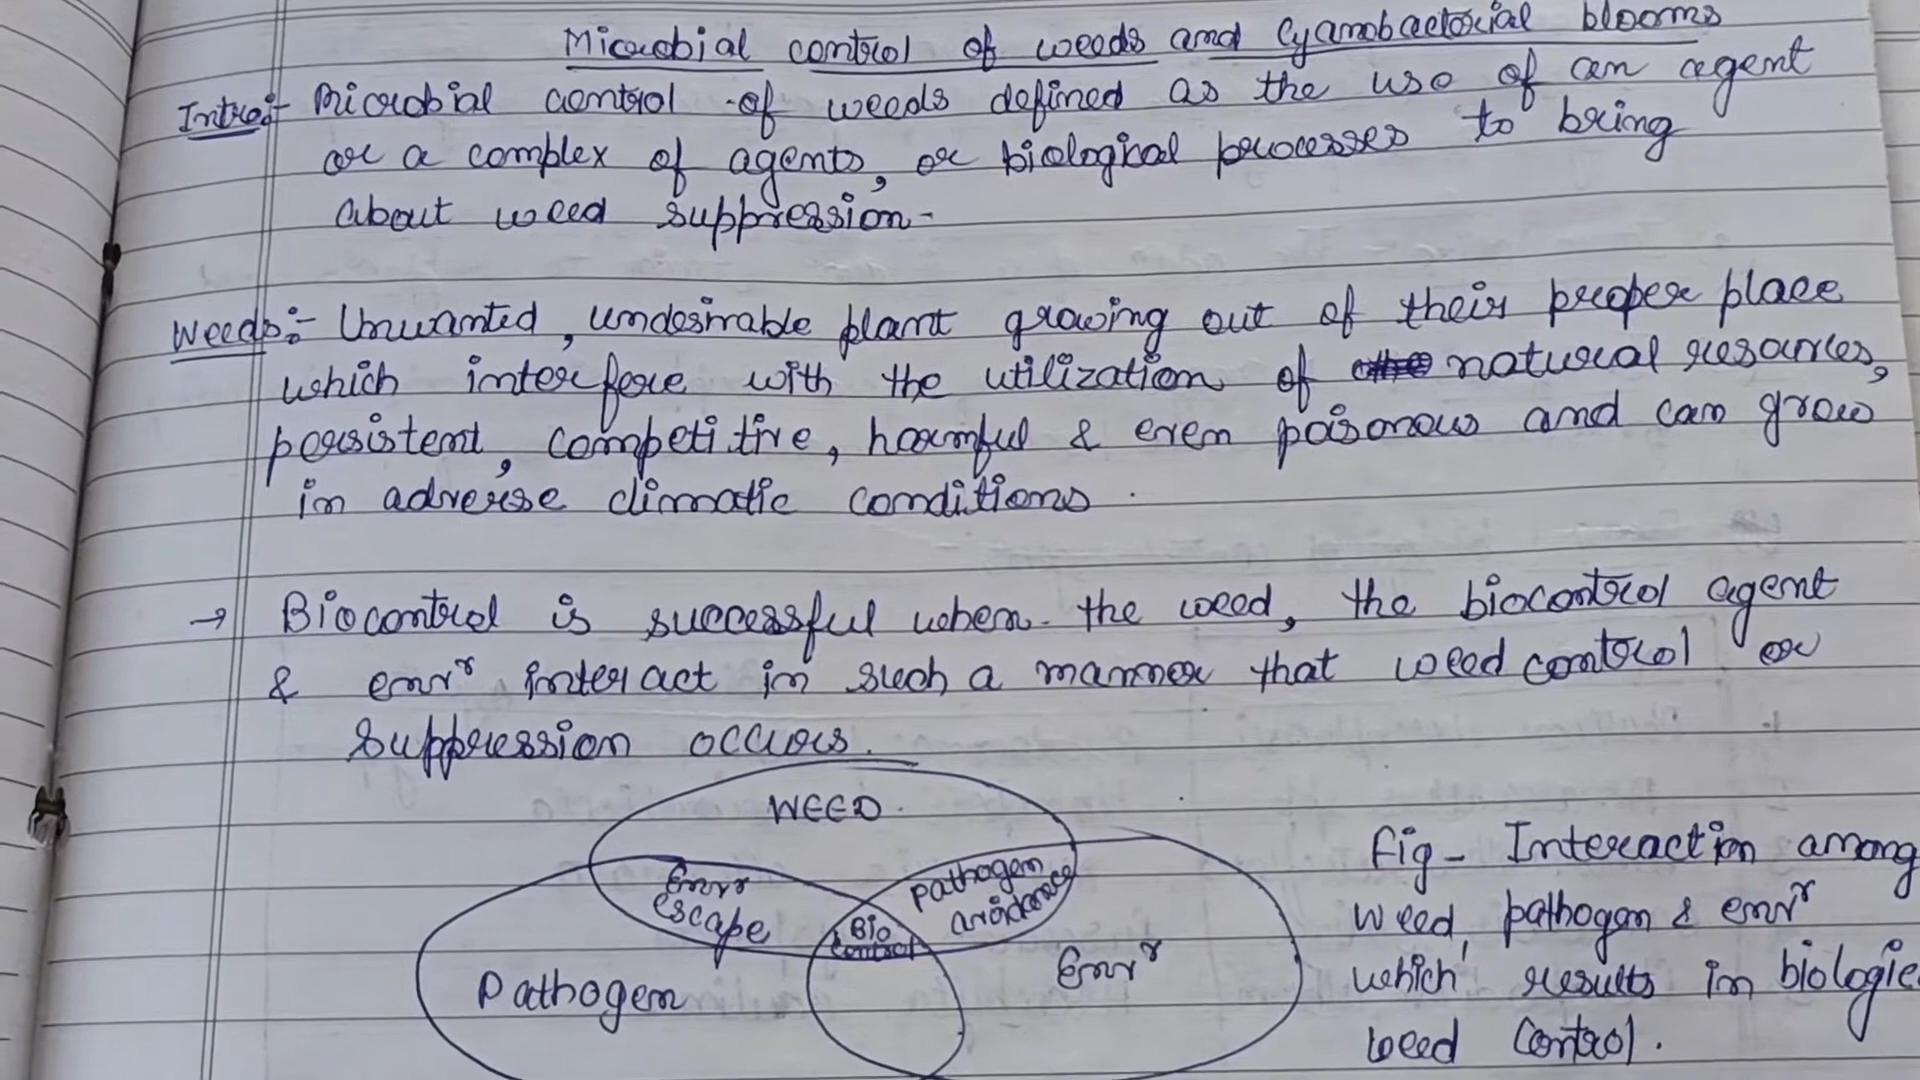 Microbial control of weeds and Cyanobacterial blooms
Intro:- Microbial control of weeds defined as the use of an agent
or a complex of agents, or biological processes to bring
about weed suppression-
Weeds:- Unwanted, undesirable plant growing out of their proper place
which interfere with the utilization of natural resources,
persistent, competitive, harmful & even poisonous and can grow
in adverse climatic conditions.
→ Biocontrol is successful when the weed, the biocontrol agent
& envr interact in such a manner that weed control or
suppression occurs.
WEED
Envr
escape
pathogen
avoidence
Bio
control
Pathogen
Envr
fig- Interaction among
weed, pathogen & envr
which results in biologic
weed control.